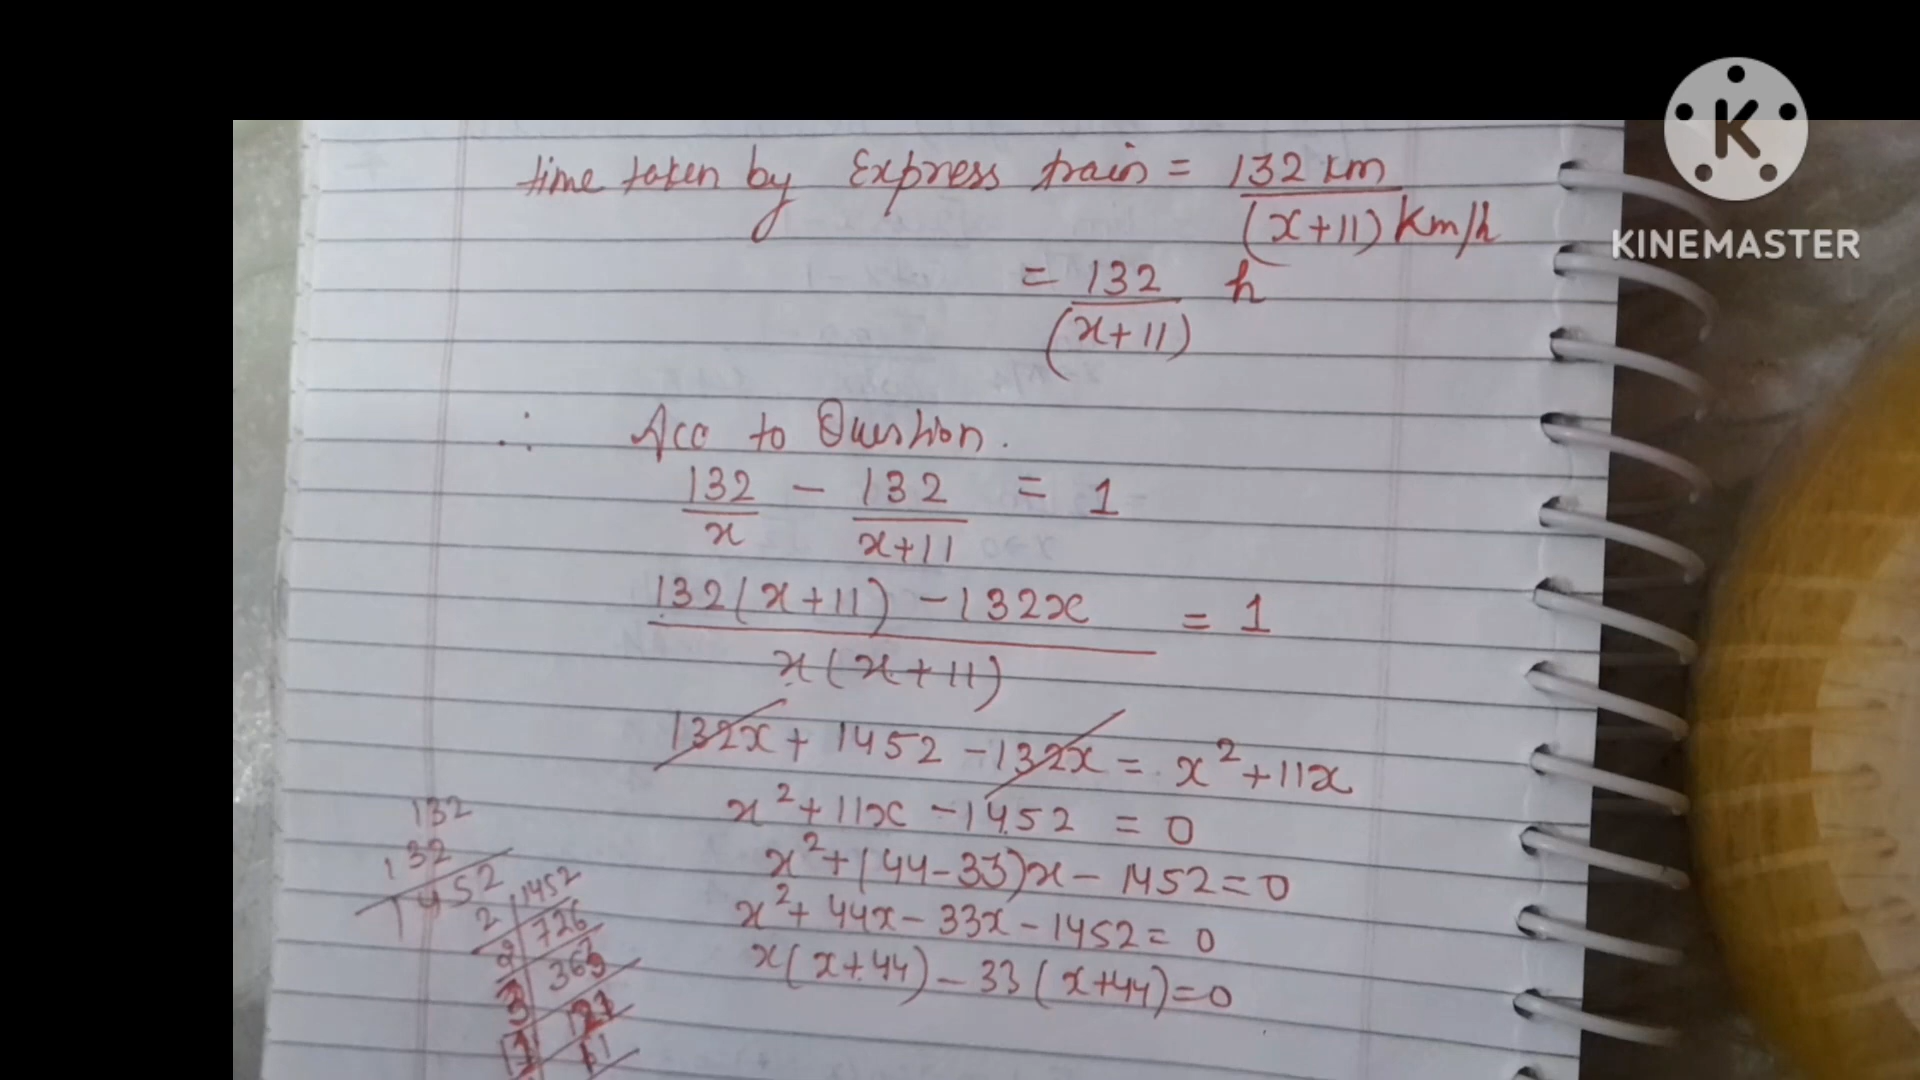 time taken by Express train = 132 km / (x+11) km/h
= 132 / (x+11) h
∴ Acc to Question.
132/x - 132/x+11 = 1
132(x+11) - 132x / x(x+11) = 1
132x + 1452 - 132x = x²+11x
x²+11x - 1452 = 0
x²+(44-33)x - 1452 = 0
x²+ 44x - 33x - 1452 = 0
x(x+44) - 33(x+44)=0
132
132
1452
2 1452
2 726
3 363
121
11
K
KINEMASTER